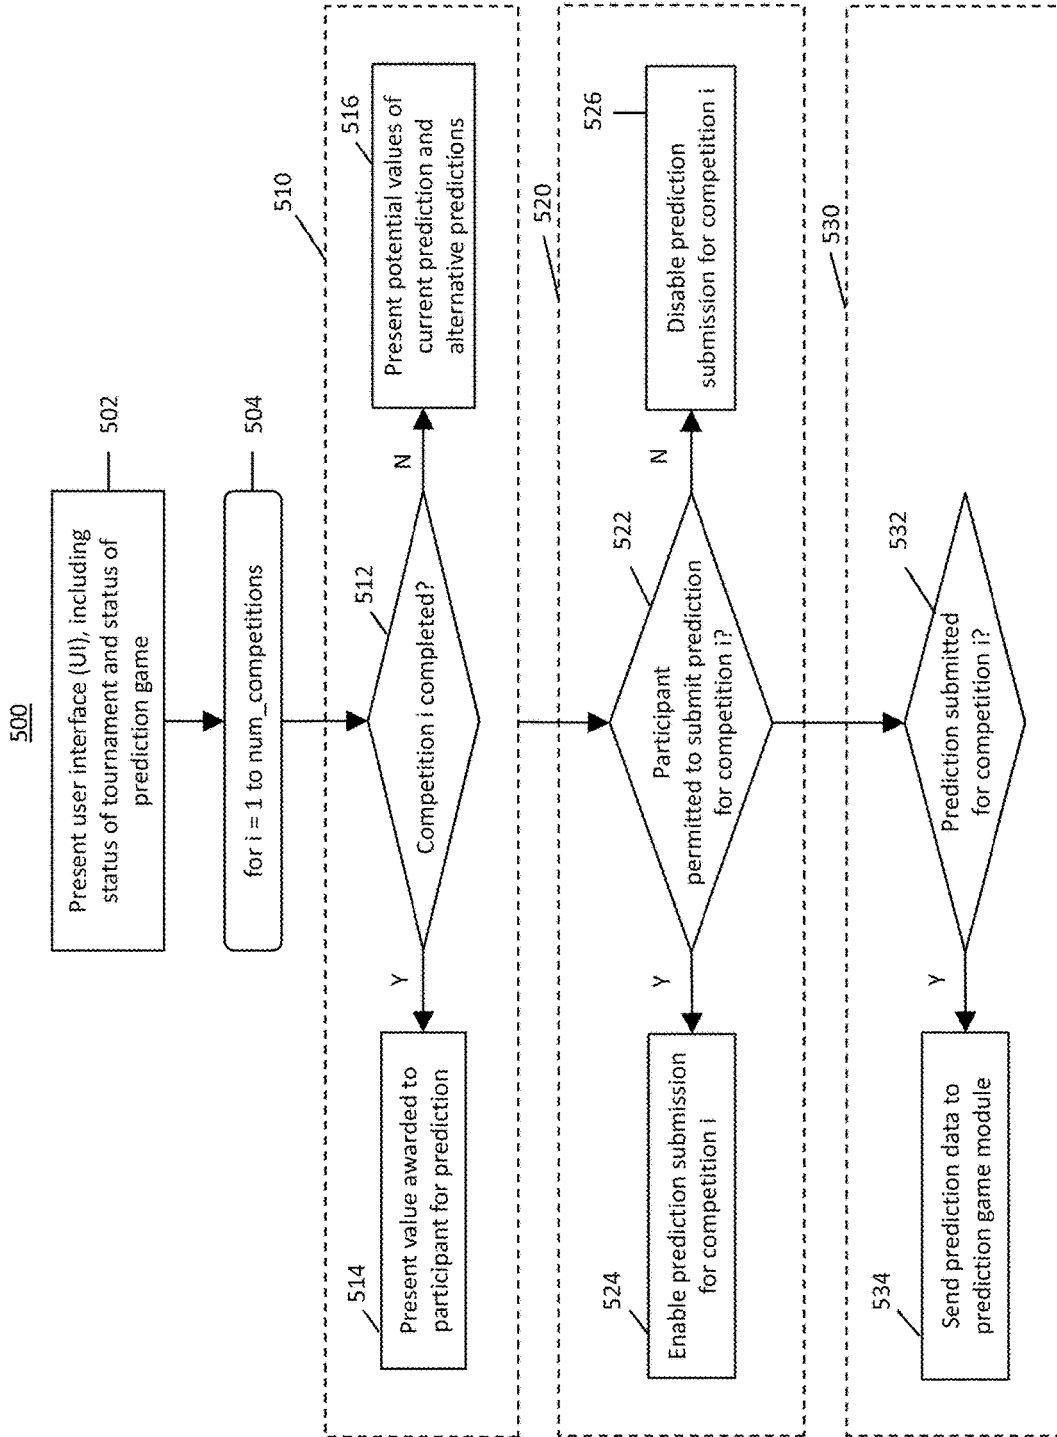 500
Present user interface (UI), including
status of tournament and status of
prediction game
502
for i = 1 to num_competitions
504
510
Competition i completed?
512
Y
N
Present value awarded to
participant for prediction
514
Present potential values of
current prediction and
alternative predictions
516
520
Participant
permitted to submit prediction
for competition i?
522
Y
N
Enable prediction submission
for competition i
524
Disable prediction
submission for competition i
526
530
Prediction submitted
for competition i?
532
Y
Send prediction data to
prediction game module
534